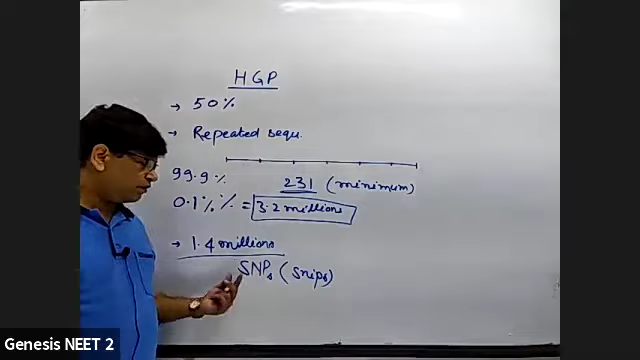 HGP
→ 50%
→ Repeated sequ.
99.9%
231 (minimum)
0.1% % = 3.2 millions
→ 1.4 millions
SNPs (snips)
Genesis NEET 2